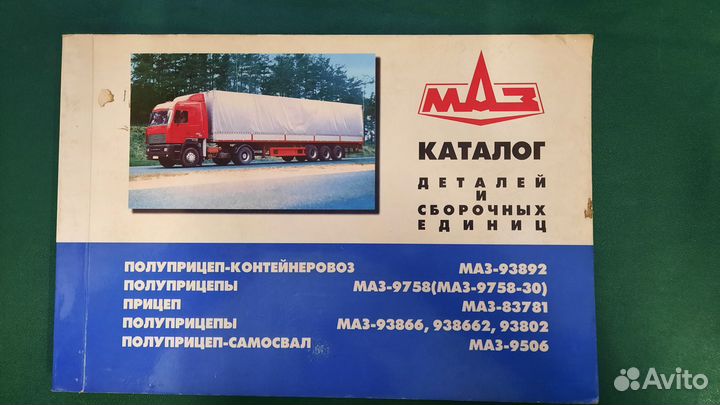 МАЗ
КАТАЛОГ
ДЕТАЛЕЙ
И
СБОРОЧНЫХ
ЕДИНИЦ
ПОЛУПРИЦЕП-КОНТЕЙНЕРОВОЗ МАЗ-93892
ПОЛУПРИЦЕПЫ МАЗ-9758(МАЗ-9758-30)
ПРИЦЕП МАЗ-83781
ПОЛУПРИЦЕПЫ МАЗ-93866, 938662, 93802
ПОЛУПРИЦЕП-САМОСВАЛ МАЗ-9506
Avito